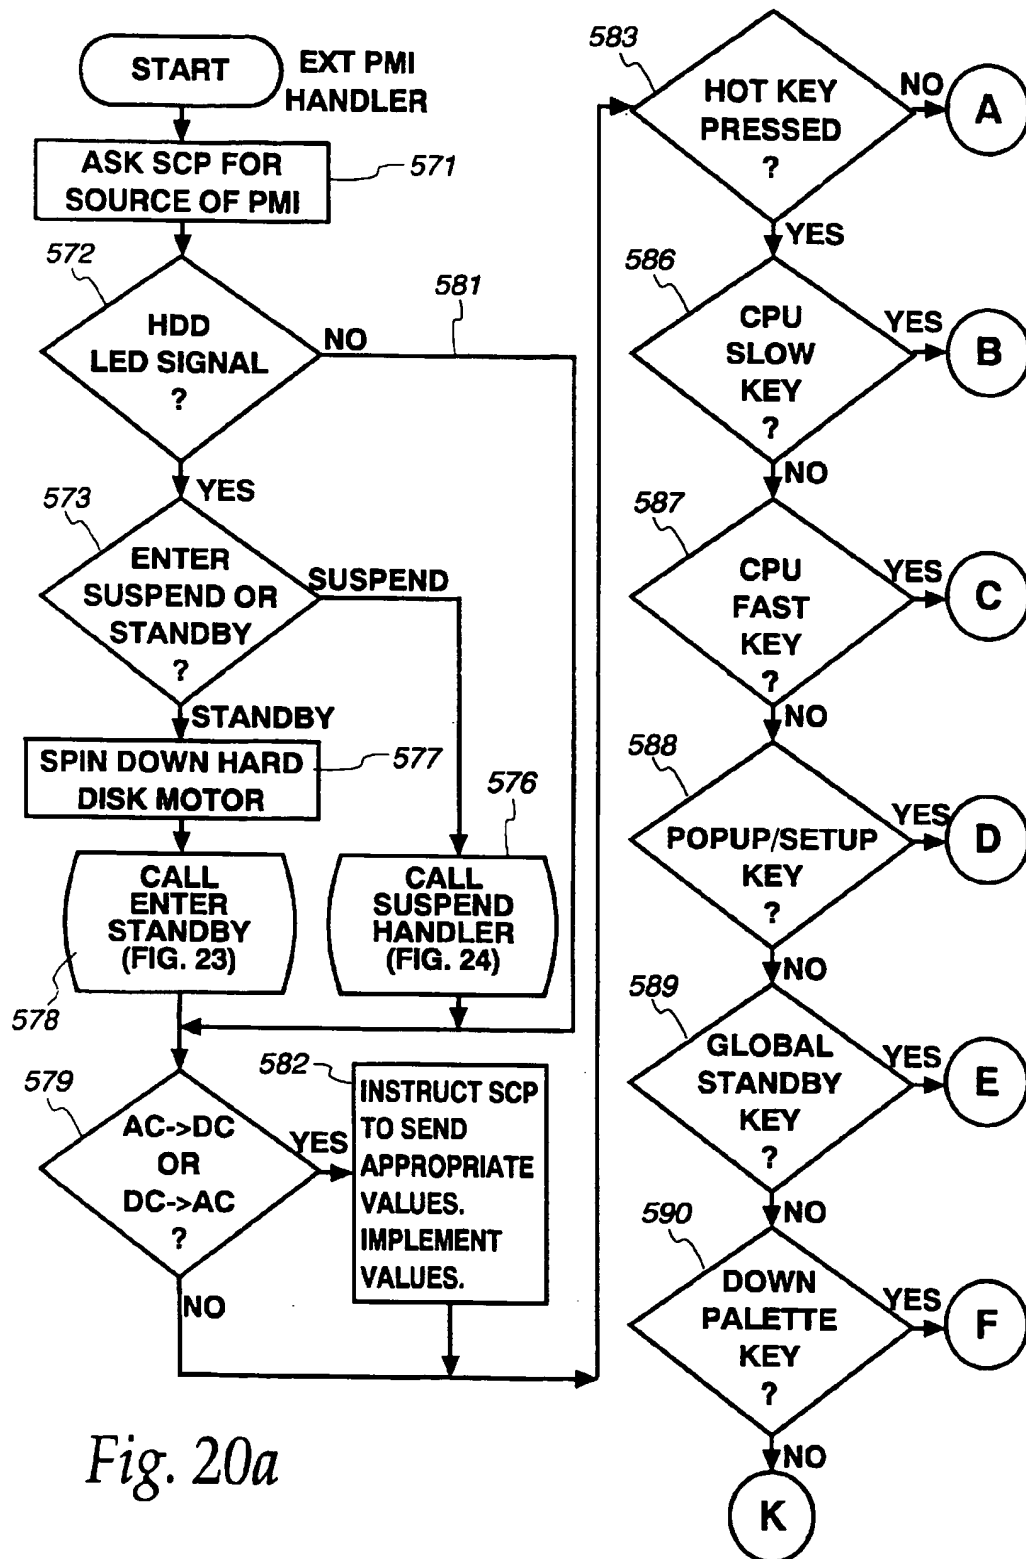 START
EXT PMI
HANDLER
ASK SCP FOR
SOURCE OF PMI
571
572
HDD
LED SIGNAL
?
NO
581
YES
573
ENTER
SUSPEND OR
STANDBY
?
SUSPEND
STANDBY
SPIN DOWN HARD
DISK MOTOR
577
576
CALL
ENTER
STANDBY
(FIG. 23)
578
CALL
SUSPEND
HANDLER
(FIG. 24)
579
AC->DC
OR
DC->AC
?
YES
NO
582
INSTRUCT SCP
TO SEND
APPROPRIATE
VALUES.
IMPLEMENT
VALUES.
583
HOT KEY
PRESSED
?
NO
A
YES
586
CPU
SLOW
KEY
?
YES
B
NO
587
CPU
FAST
KEY
?
YES
C
NO
588
POPUP/SETUP
KEY
?
YES
D
NO
589
GLOBAL
STANDBY
KEY
?
YES
E
NO
590
DOWN
PALETTE
KEY
?
YES
F
NO
K
Fig. 20a